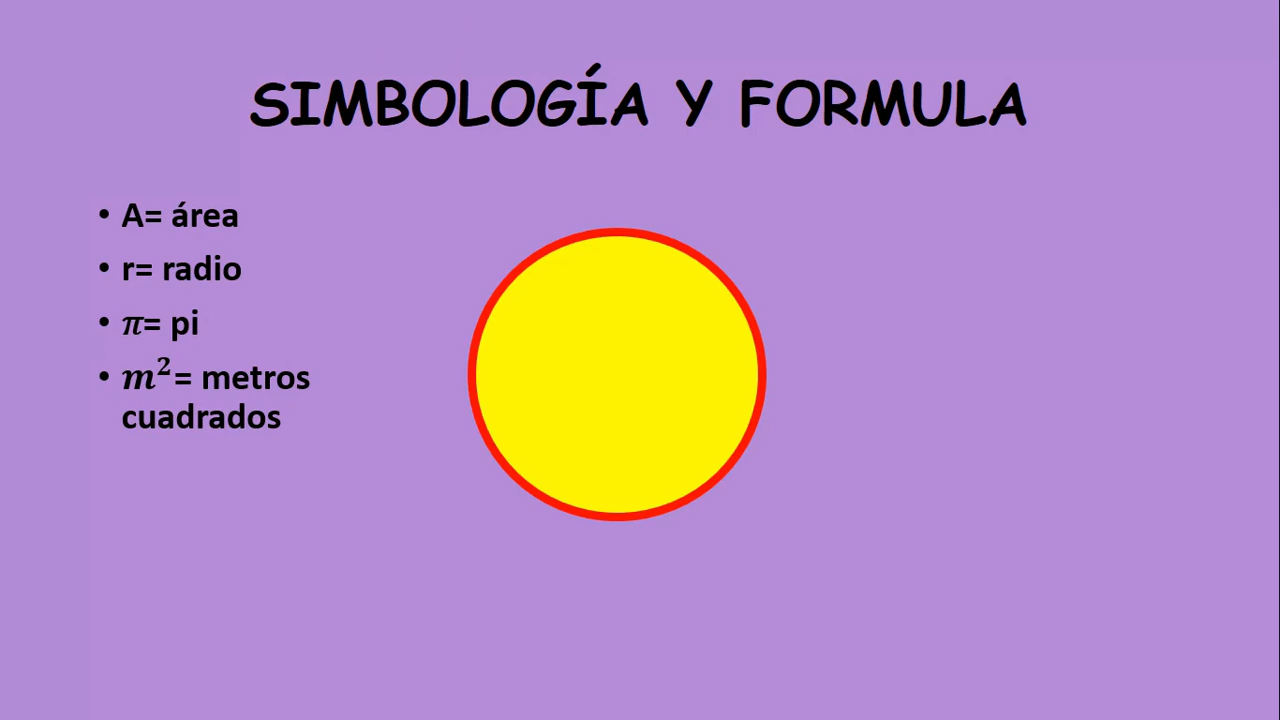 SIMBOLOGÍA Y FORMULA
• A= área
• r= radio
• π= pi
• m²= metros
cuadrados